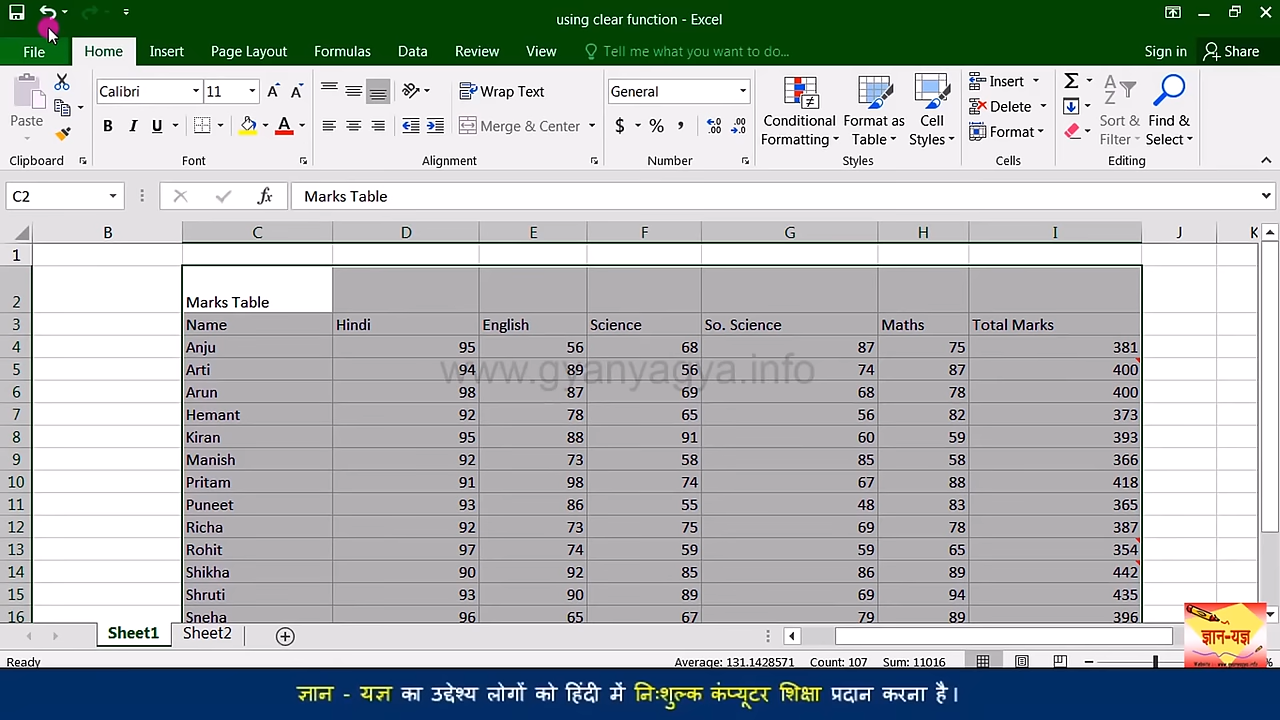 using clear function - Excel
File Home Insert Page Layout Formulas Data Review View Tell me what you want to do... Sign in Share
Calibri 11 Wrap Text General Insert
Paste B I U Merge & Center $ % , Conditional Formatting Format as Table Cell Styles Delete Format Sort & Filter Find & Select
Clipboard Font Alignment Number Styles Cells Editing
C2 fx Marks Table
B C D E F G H I J K
1
2 Marks Table
3 Name Hindi English Science So. Science Maths Total Marks
4 Anju 95 56 68 87 75 381
5 Arti 94 89 56 74 87 400
www.gyanyagya.info
6 Arun 98 87 69 68 78 400
7 Hemant 92 78 65 56 82 373
8 Kiran 95 88 91 60 59 393
9 Manish 92 73 58 85 58 366
10 Pritam 91 98 74 67 88 418
11 Puneet 93 86 55 48 83 365
12 Richa 92 73 75 69 78 387
13 Rohit 97 74 59 59 65 354
14 Shikha 90 92 85 86 89 442
15 Shruti 93 90 89 69 94 435
16 Sneha 96 65 67 79 89 396
Sheet1 Sheet2
ज्ञान-यज्ञ
Ready Average: 131.1428571 Count: 107 Sum: 11016 %
ज्ञान - यज्ञ का उद्देश्य लोगों को हिंदी में निःशुल्क कंप्यूटर शिक्षा प्रदान करना है।